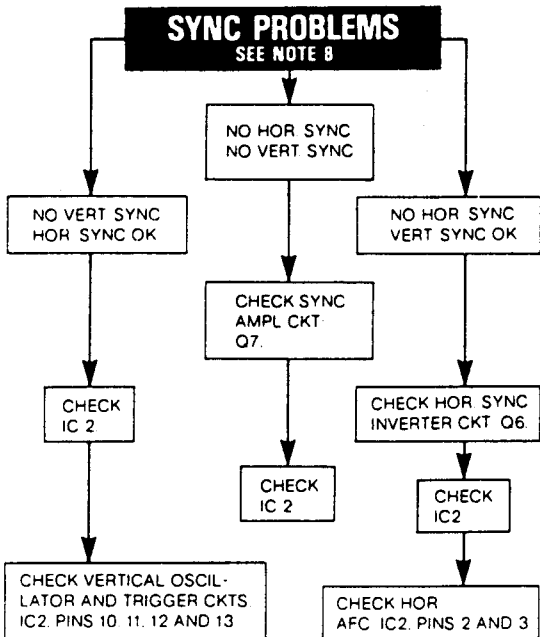 SYNC PROBLEMS
SEE NOTE 8
NO HOR. SYNC
NO VERT SYNC
NO VERT SYNC
HOR SYNC OK
NO HOR SYNC
VERT SYNC OK
CHECK SYNC
AMPL CKT
Q7.
CHECK
IC 2.
CHECK HOR. SYNC
INVERTER CKT Q6.
CHECK
IC 2
CHECK
IC2
CHECK VERTICAL OSCIL-
LATOR AND TRIGGER CKTS
IC2. PINS 10. 11. 12 AND 13
CHECK HOR
AFC IC2. PINS 2 AND 3